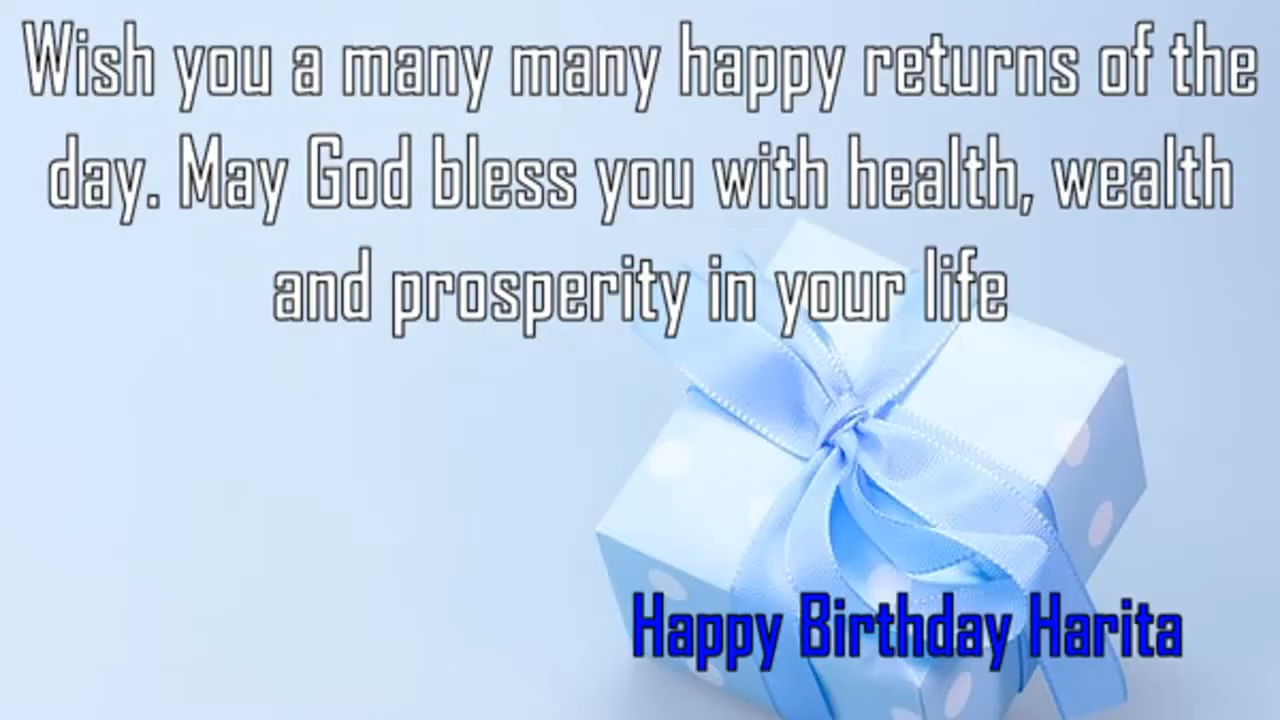 Wish you a many many happy returns of the
day. May God bless you with health, wealth
and prosperity in your life
Happy Birthday Harita